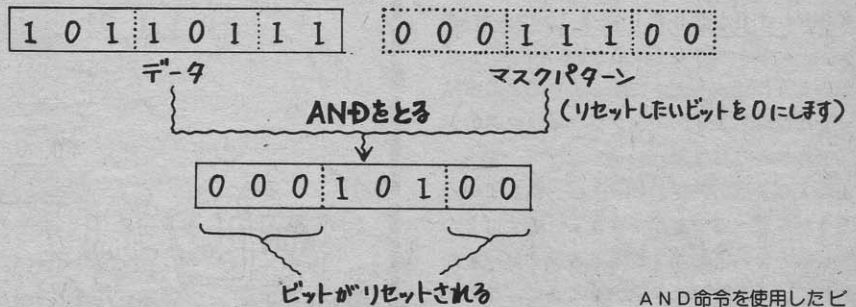 1 0 1 1 0 1 1 1 0 0 0 1 1 1 0 0
データ マスクパターン
ANDをとる (リセットしたいビットを0にします)
0 0 0 1 0 1 0 0
ビットがリセットされる
AND命令を使用したビ